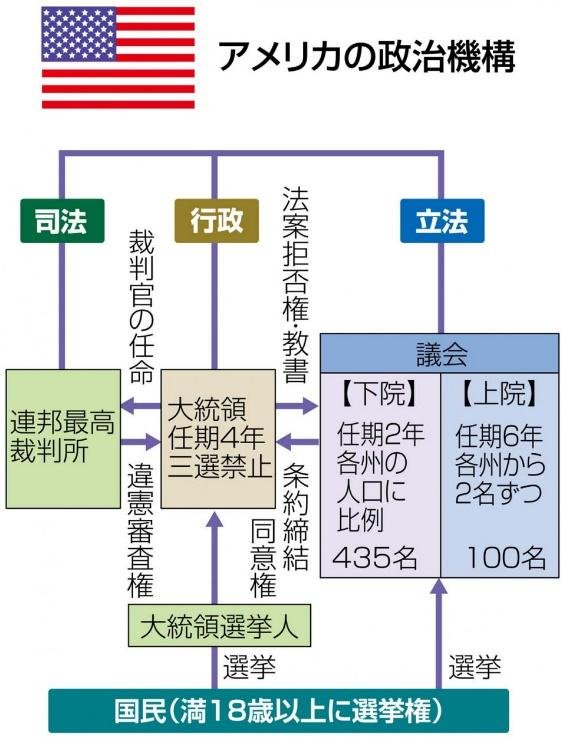 アメリカの政治機構
司法
行政
立法
裁判官の任命
法案拒否権・教書
連邦最高
裁判所
大統領
任期4年
三選禁止
議会
【下院】
任期2年
各州の
人口に
比例
435名
【上院】
任期6年
各州から
2名ずつ
100名
違憲審査権
条約締結
同意権
大統領選挙人
選挙
選挙
国民(満18歳以上に選挙権)